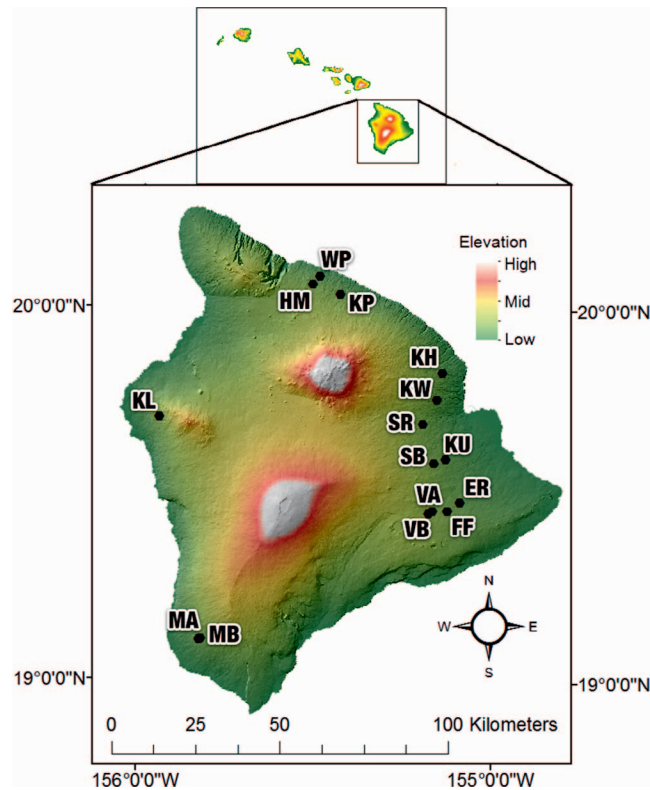 Elevation
High
Mid
Low
20°0'0"N
20°0'0"N
WP
HM
KP
KH
KW
KL
SR
KU
SB
ER
VA
VB
FF
N
W
E
S
MA
MB
19°0'0"N
19°0'0"N
0
25
50
100 Kilometers
156°0'0"W
155°0'0"W